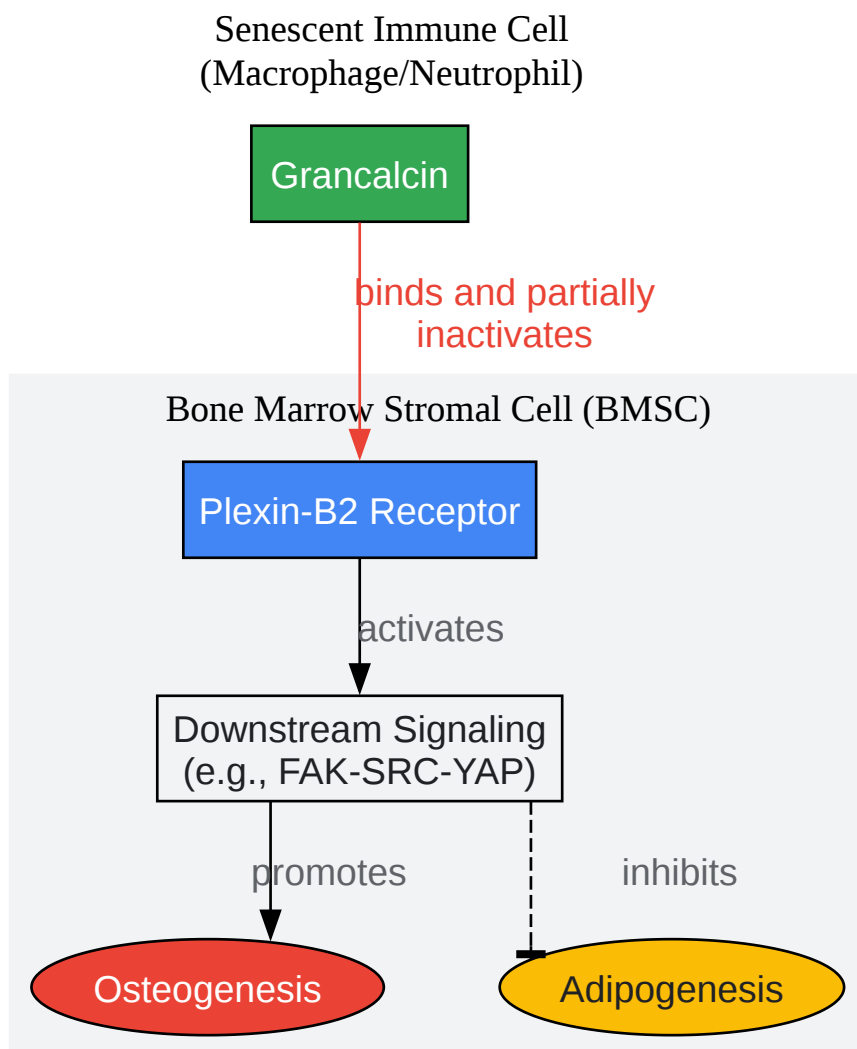 Senescent Immune Cell
(Macrophage/Neutrophil)
Grancalcin
binds and partially
inactivates
Bone Marrow Stromal Cell (BMSC)
Plexin-B2 Receptor
activates
Downstream Signaling
(e.g., FAK-SRC-YAP)
promotes
inhibits
Osteogenesis
Adipogenesis